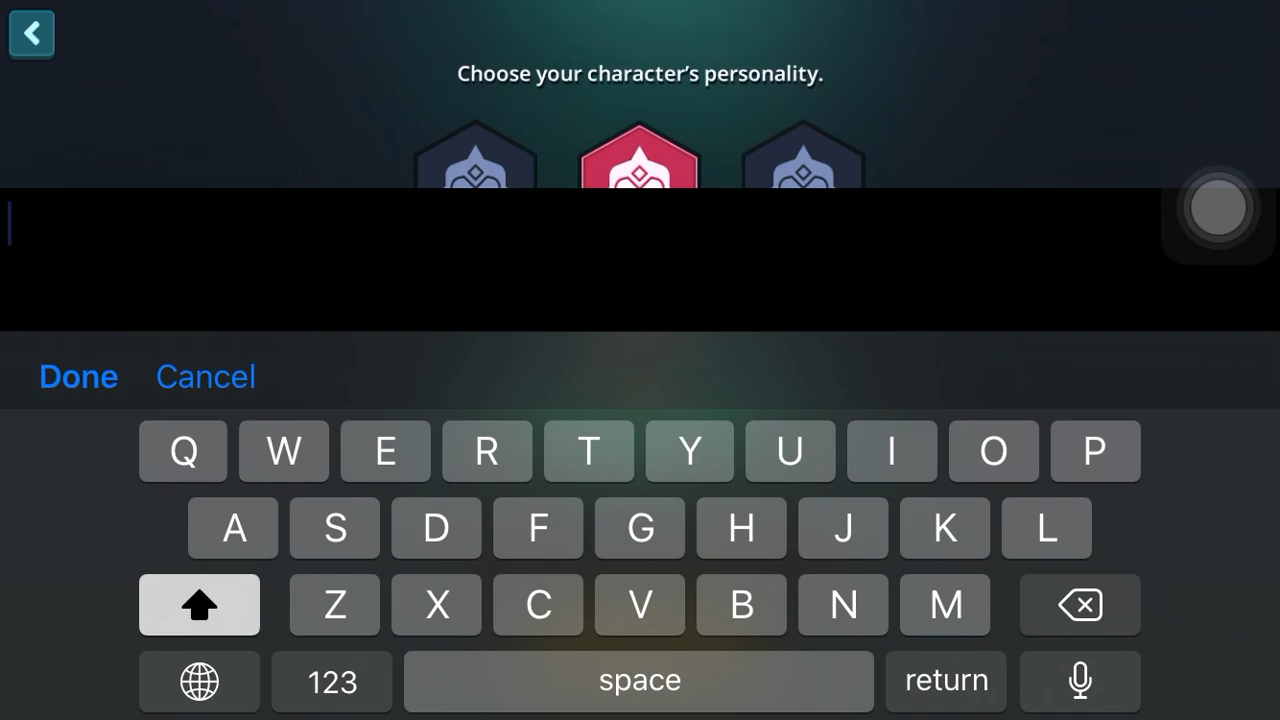 Choose your character's personality.
Done Cancel
Q W E R T Y U I O P
A S D F G H J K L
Z X C V B N M
123 space return